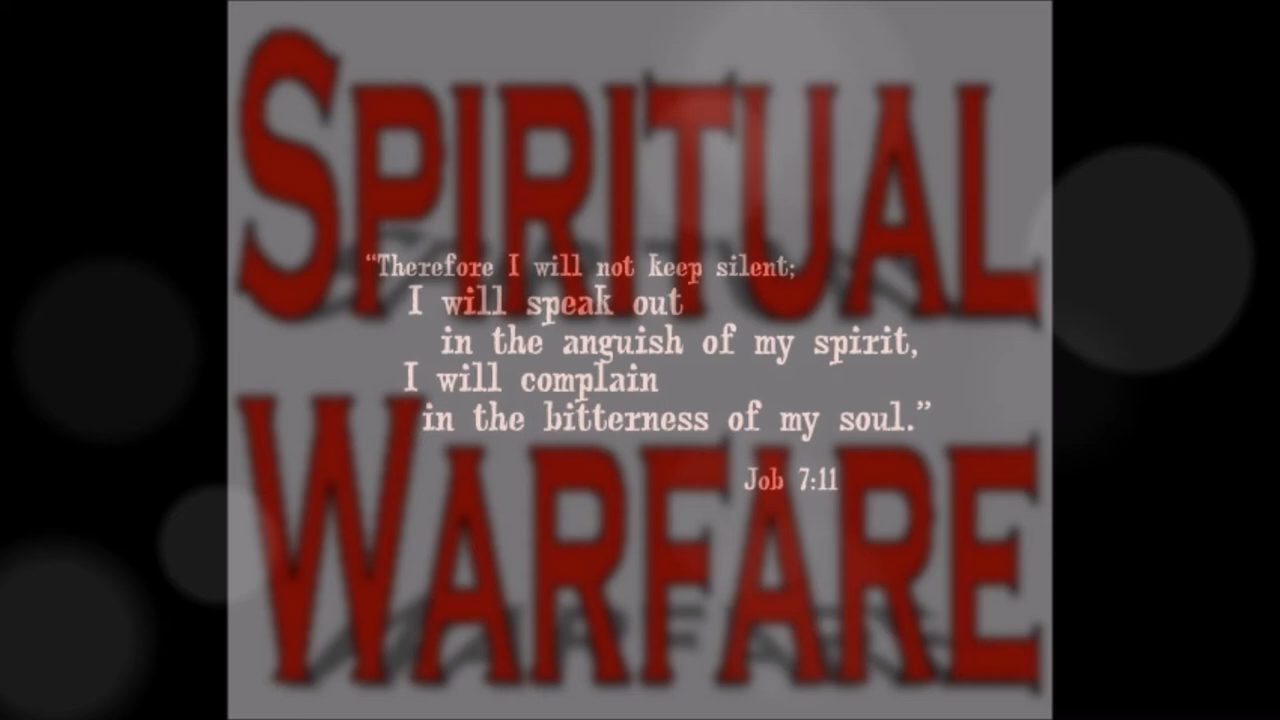 SPIRITUAL
“Therefore I will not keep silent;
I will speak out
in the anguish of my spirit,
I will complain
in the bitterness of my soul.”
Job 7:11
WARFARE